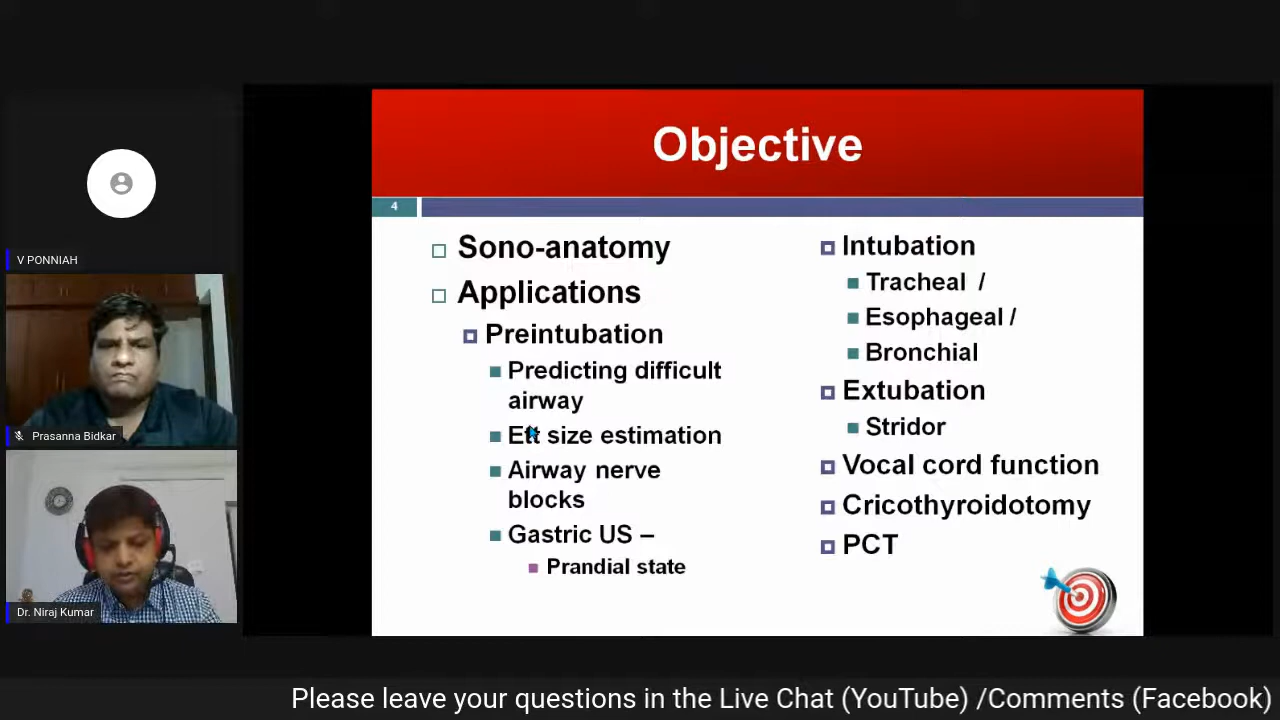 V PONNIAH
Prasanna Bidkar
Dr. Niraj Kumar
Objective
4
Sono-anatomy
Applications
Preintubation
Predicting difficult
airway
Ett size estimation
Airway nerve
blocks
Gastric US –
Prandial state
Intubation
Tracheal /
Esophageal /
Bronchial
Extubation
Stridor
Vocal cord function
Cricothyroidotomy
PCT
Please leave your questions in the Live Chat (YouTube) /Comments (Facebook)